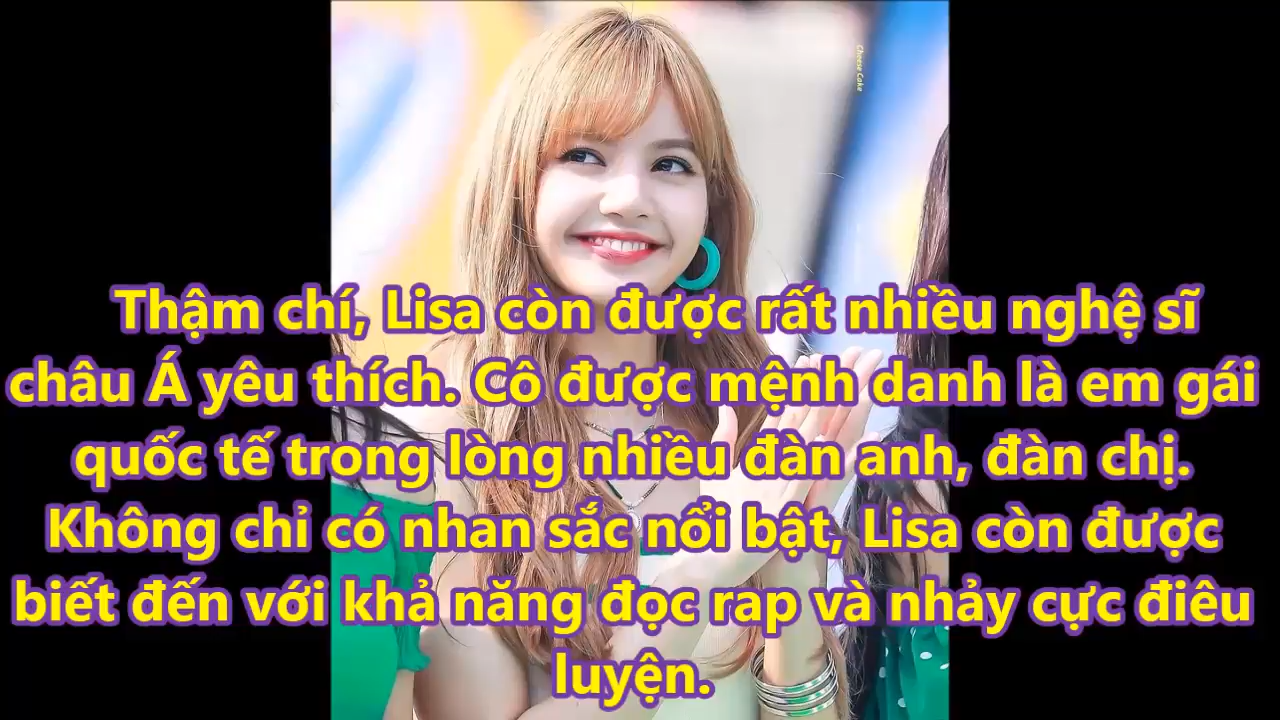 Cheese Cake
Thậm chí, Lisa còn được rất nhiều nghệ sĩ
châu Á yêu thích. Cô được mệnh danh là em gái
quốc tế trong lòng nhiều đàn anh, đàn chị.
Không chỉ có nhan sắc nổi bật, Lisa còn được
biết đến với khả năng đọc rap và nhảy cực điêu
luyện.